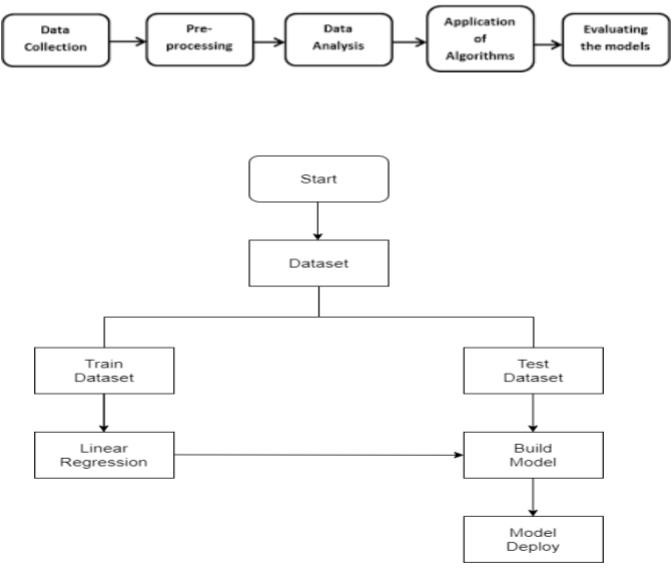 Data
Collection
Pre-
processing
Data
Analysis
Application
of
Algorithms
Evaluating
the models
Start
Dataset
Train
Dataset
Test
Dataset
Linear
Regression
Build
Model
Model
Deploy